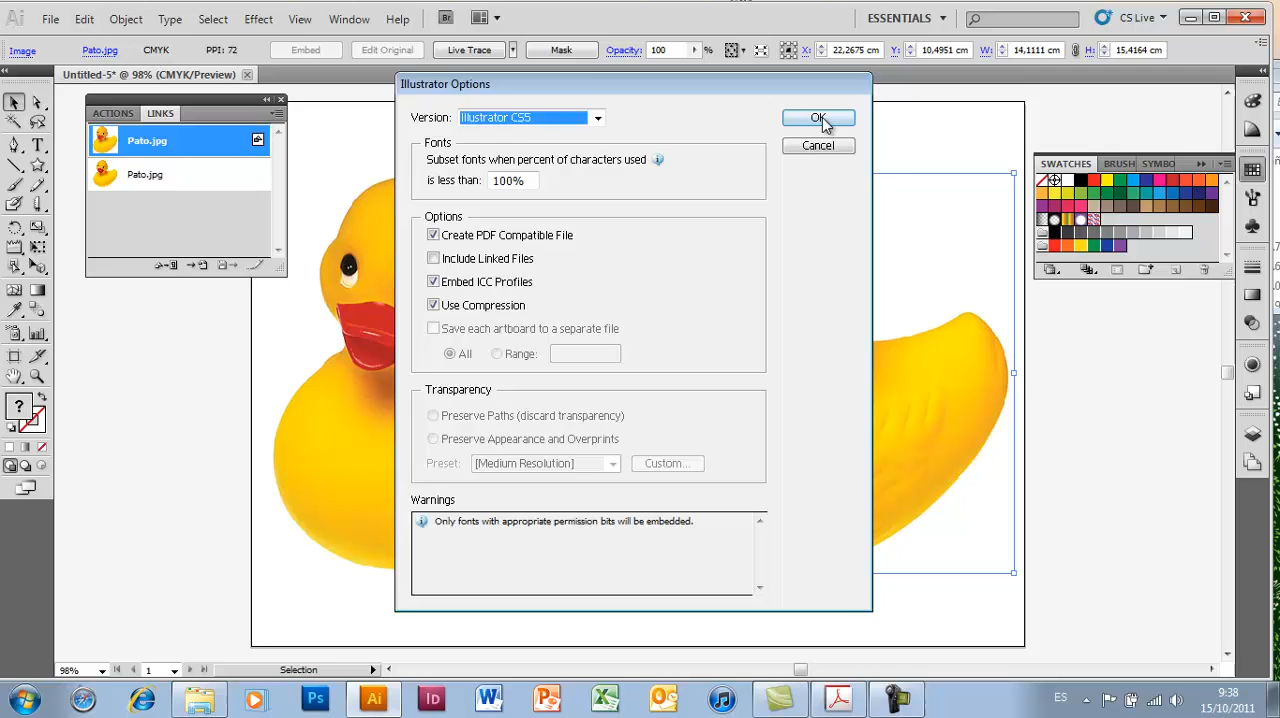 Ai File Edit Object Type Select Effect View Window Help Br ESSENTIALS CS Live
Image Pato.jpg CMYK PPI: 72 Embed Edit Original Live Trace Mask Opacity: 100 % X: 22,2675 cm Y: 10,4951 cm W: 14,1111 cm H: 15,4164 cm
Untitled-5* @ 98% (CMYK/Preview)
ACTIONS LINKS
Pato.jpg
Pato.jpg
Illustrator Options
Version: Illustrator CS5
OK
Cancel
Fonts
Subset fonts when percent of characters used
is less than: 100%
Options
Create PDF Compatible File
Include Linked Files
Embed ICC Profiles
Use Compression
Save each artboard to a separate file
All Range:
Transparency
Preserve Paths (discard transparency)
Preserve Appearance and Overprints
Preset: [Medium Resolution] Custom...
Warnings
Only fonts with appropriate permission bits will be embedded.
SWATCHES BRUSH SYMBO
?
98% 1 Selection
Ps Ai Id ES 9:38
15/10/2011